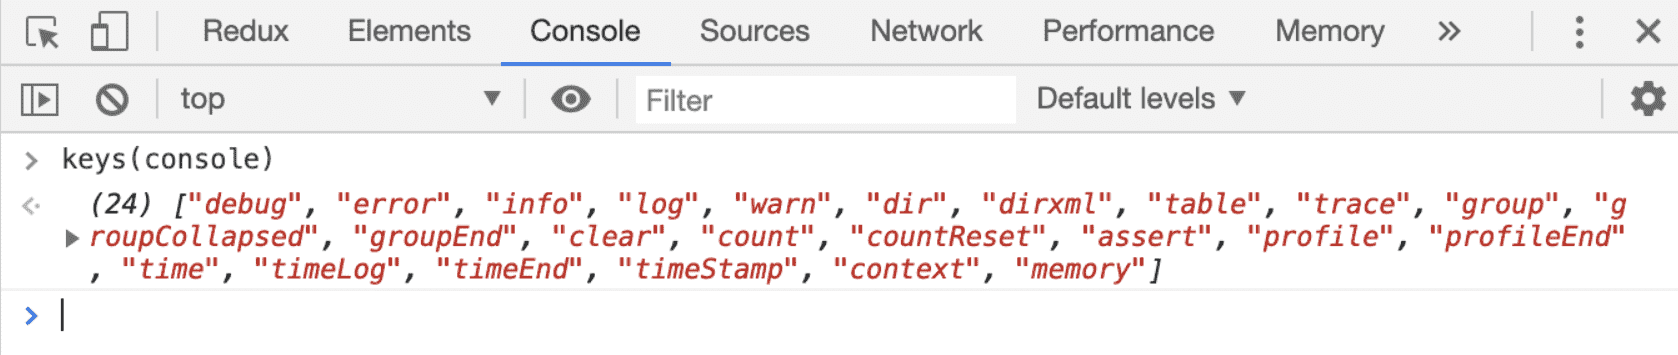 Redux Elements Console Sources Network Performance Memory »
top ▼ Filter Default levels ▼
> keys(console)
(24) ["debug", "error", "info", "log", "warn", "dir", "dirxml", "table", "trace", "group", "g
roupCollapsed", "groupEnd", "clear", "count", "countReset", "assert", "profile", "profileEnd"
, "time", "timeLog", "timeEnd", "timeStamp", "context", "memory"]
>